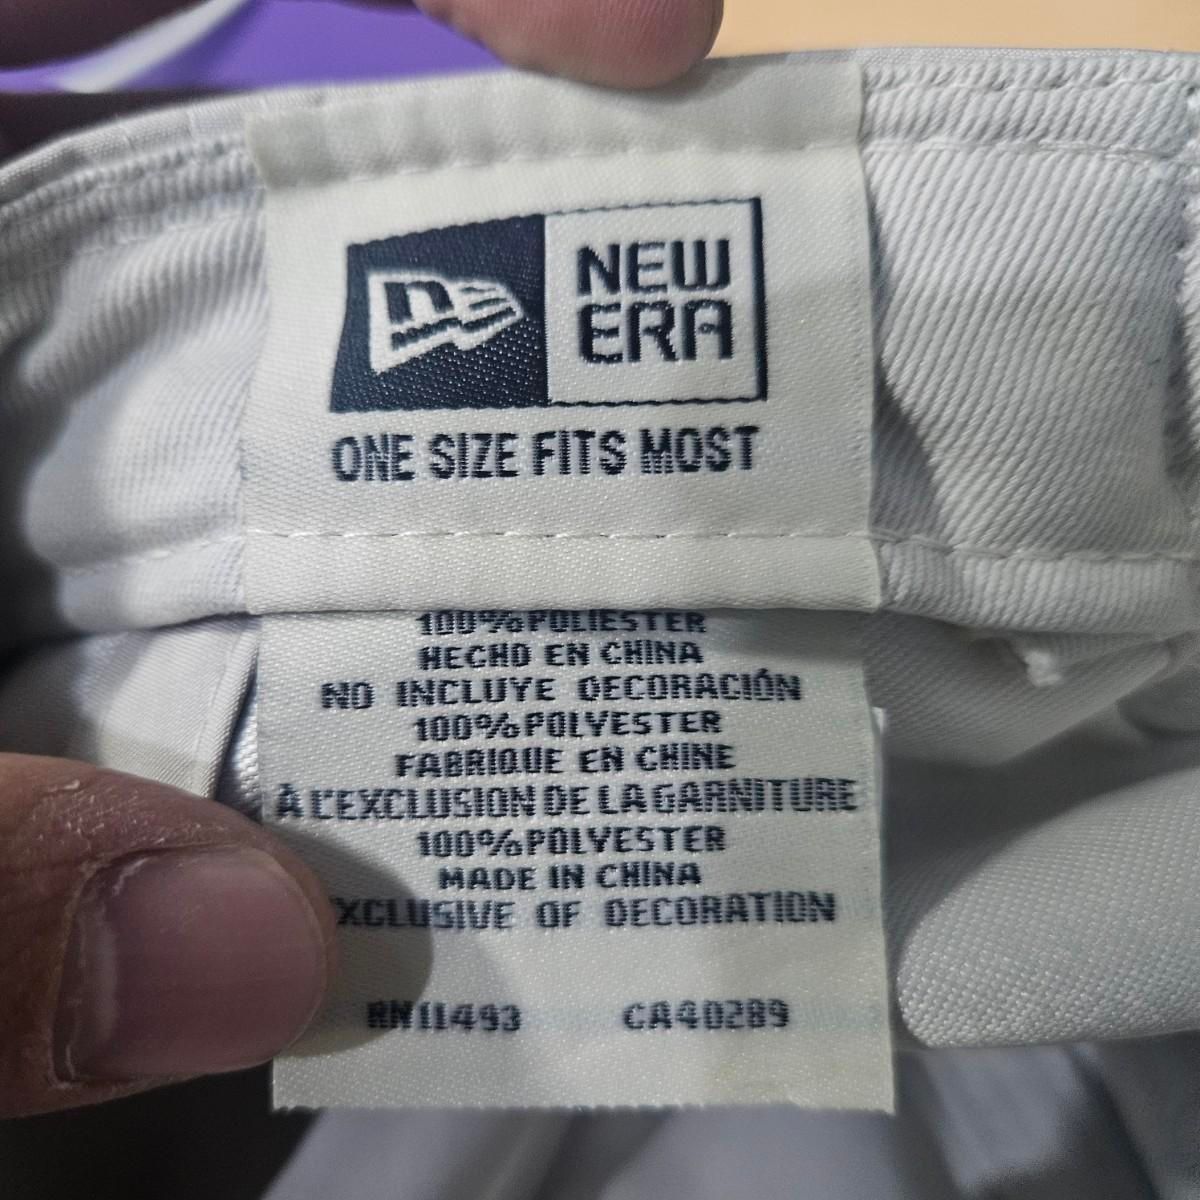 NEW
ERA
ONE SIZE FITS MOST
100% POLIESTER
HECHO EN CHINA
NO INCLUYE DECORACIÓN
100% POLYESTER
FABRIQUE EN CHINE
À L'EXCLUSION DE LA GARNITURE
100% POLYESTER
MADE IN CHINA
XCLUSIVE OF DECORATION
RN11493 CA40289